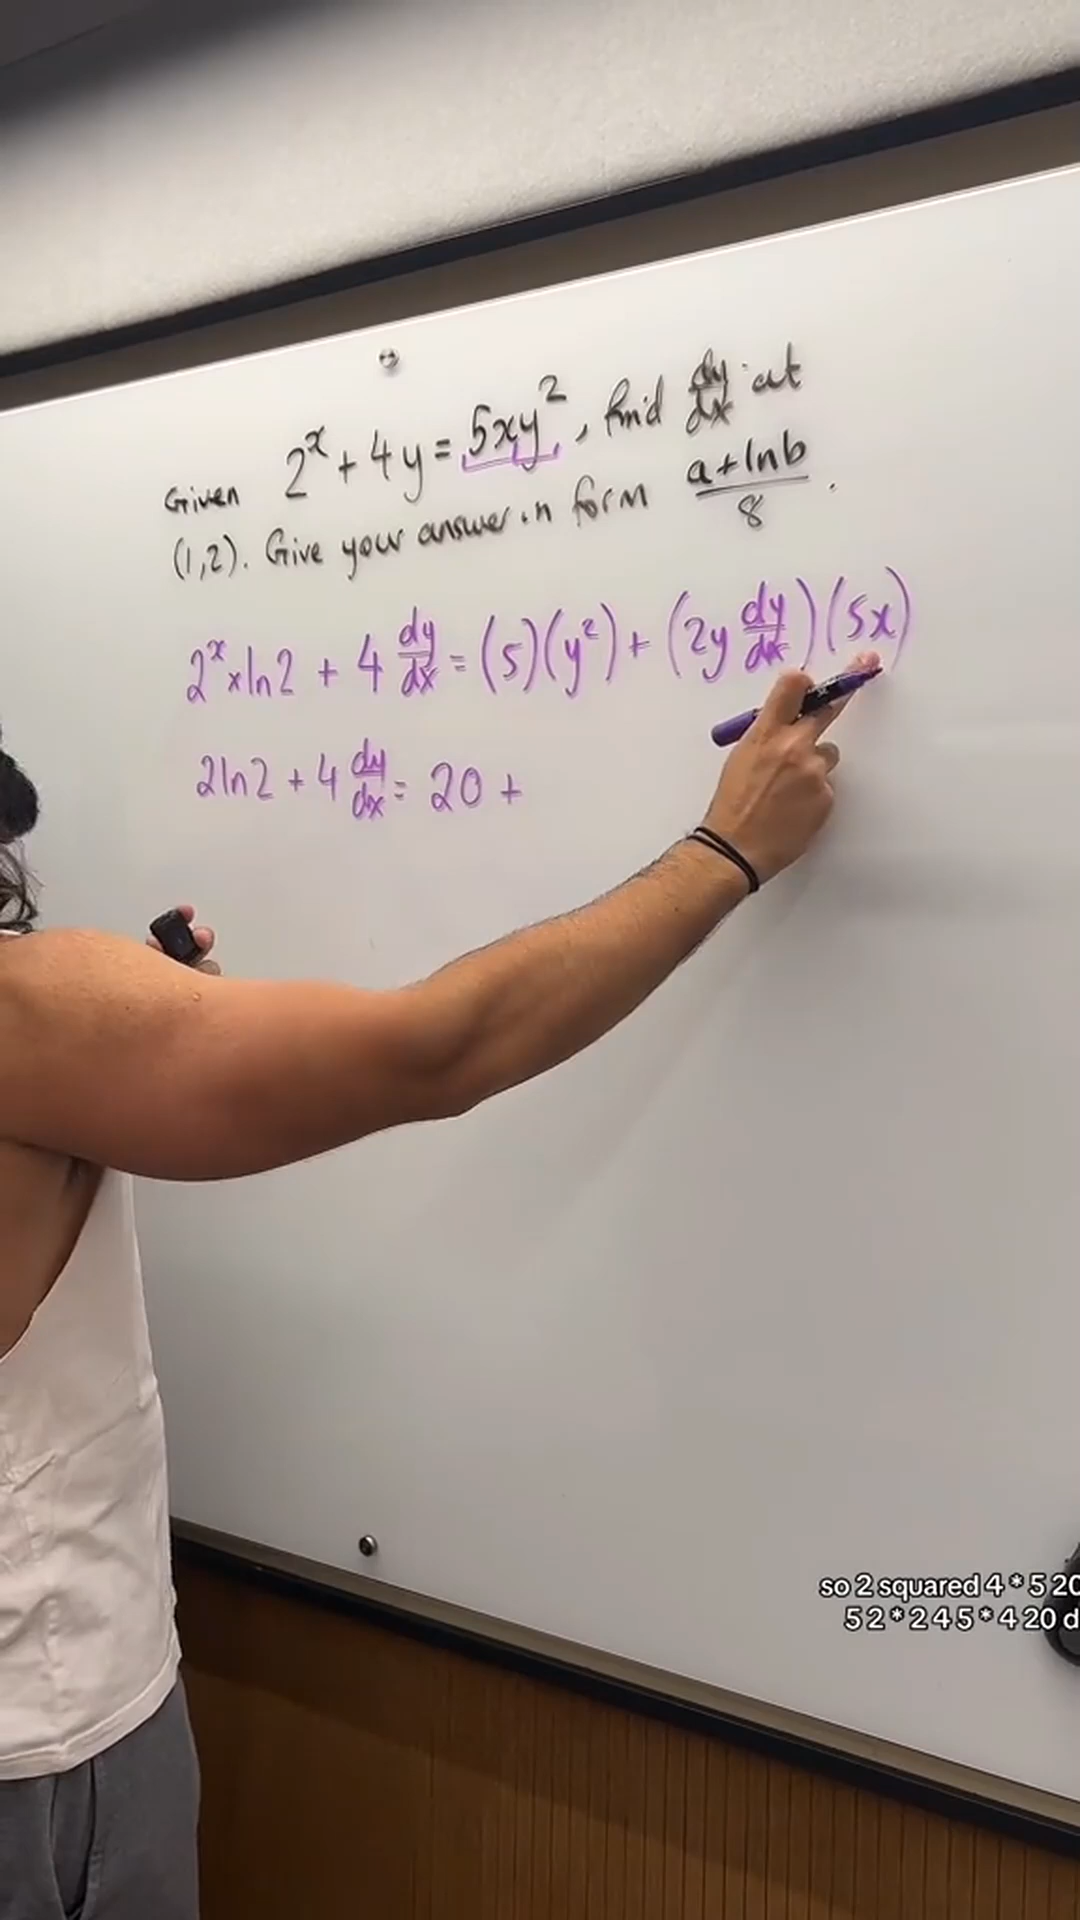 Given 2^x + 4y = 5xy^2, find dy/dx at
(1,2). Give your answer in form (a+lnb)/8.
2^x × ln2 + 4 dy/dx = (5)(y^2) + (2y dy/dx)(5x)
2ln2 + 4 dy/dx = 20 +
so 2 squared 4 * 5 20
5 2 * 2 4 5 * 4 20 d